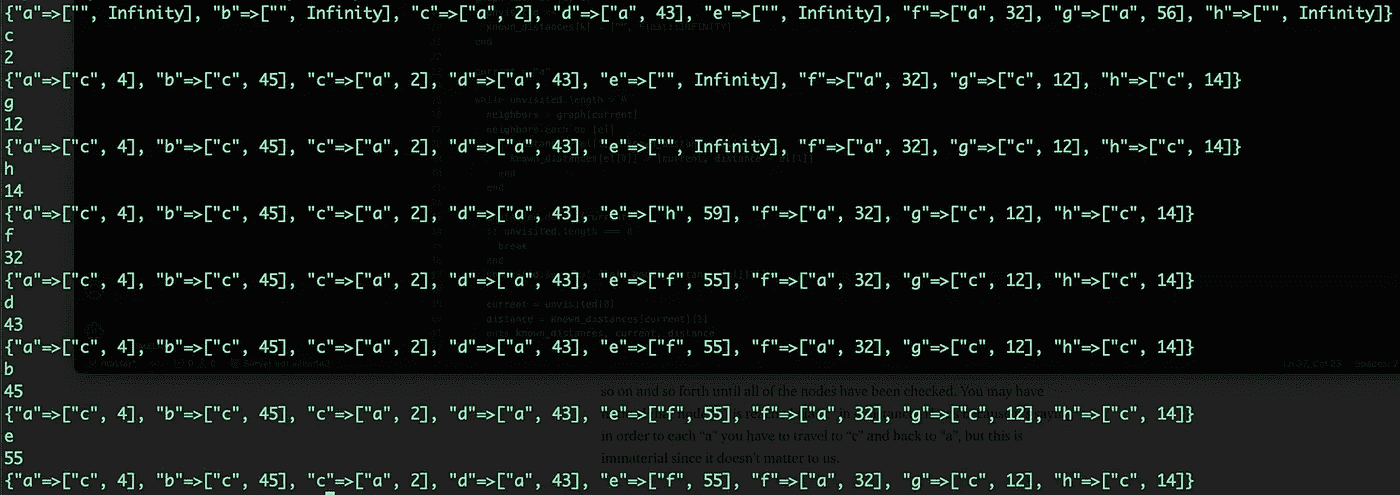 {"a"=>["", Infinity], "b"=>["", Infinity], "c"=>["a", 2], "d"=>["a", 43], "e"=>["", Infinity], "f"=>["a", 32], "g"=>["a", 56], "h"=>["", Infinity]}
c
2
{"a"=>["c", 4], "b"=>["c", 45], "c"=>["a", 2], "d"=>["a", 43], "e"=>["", Infinity], "f"=>["a", 32], "g"=>["c", 12], "h"=>["c", 14]}
g
12
{"a"=>["c", 4], "b"=>["c", 45], "c"=>["a", 2], "d"=>["a", 43], "e"=>["", Infinity], "f"=>["a", 32], "g"=>["c", 12], "h"=>["c", 14]}
h
14
{"a"=>["c", 4], "b"=>["c", 45], "c"=>["a", 2], "d"=>["a", 43], "e"=>["h", 59], "f"=>["a", 32], "g"=>["c", 12], "h"=>["c", 14]}
f
32
{"a"=>["c", 4], "b"=>["c", 45], "c"=>["a", 2], "d"=>["a", 43], "e"=>["f", 55], "f"=>["a", 32], "g"=>["c", 12], "h"=>["c", 14]}
d
43
{"a"=>["c", 4], "b"=>["c", 45], "c"=>["a", 2], "d"=>["a", 43], "e"=>["f", 55], "f"=>["a", 32], "g"=>["c", 12], "h"=>["c", 14]}
b
45
so on and so forth until all of the nodes have been checked. You may have
{"a"=>["c", 4], "b"=>["c", 45], "c"=>["a", 2], "d"=>["a", 43], "e"=>["f", 55], "f"=>["a", 32], "g"=>["c", 12], "h"=>["c", 14]}
e
in order to each “a” you have to travel to “c” and back to “a”, but this is
55
immaterial since it doesn't matter to us.
{"a"=>["c", 4], "b"=>["c", 45], "c"=>["a", 2], "d"=>["a", 43], "e"=>["f", 55], "f"=>["a", 32], "g"=>["c", 12], "h"=>["c", 14]}